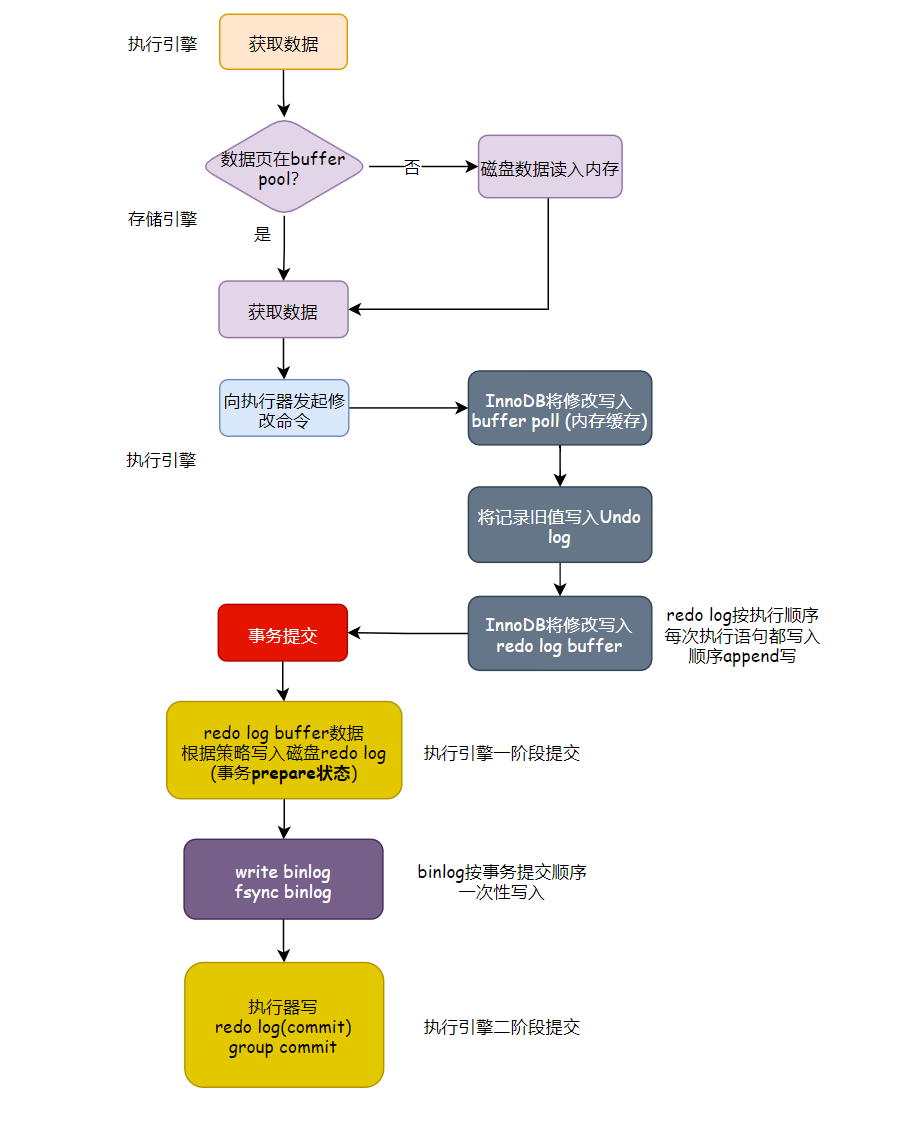 执行引擎
获取数据
数据页在buffer
pool?
否
磁盘数据读入内存
存储引擎
是
获取数据
向执行器发起修
改命令
InnoDB将修改写入
buffer poll (内存缓存)
执行引擎
将记录旧值写入Undo
log
InnoDB将修改写入
redo log buffer
redo log按执行顺序
每次执行语句都写入
顺序append写
事务提交
redo log buffer数据
根据策略写入磁盘redo log
(事务prepare状态)
执行引擎一阶段提交
write binlog
fsync binlog
binlog按事务提交顺序
一次性写入
执行器写
redo log(commit)
group commit
执行引擎二阶段提交